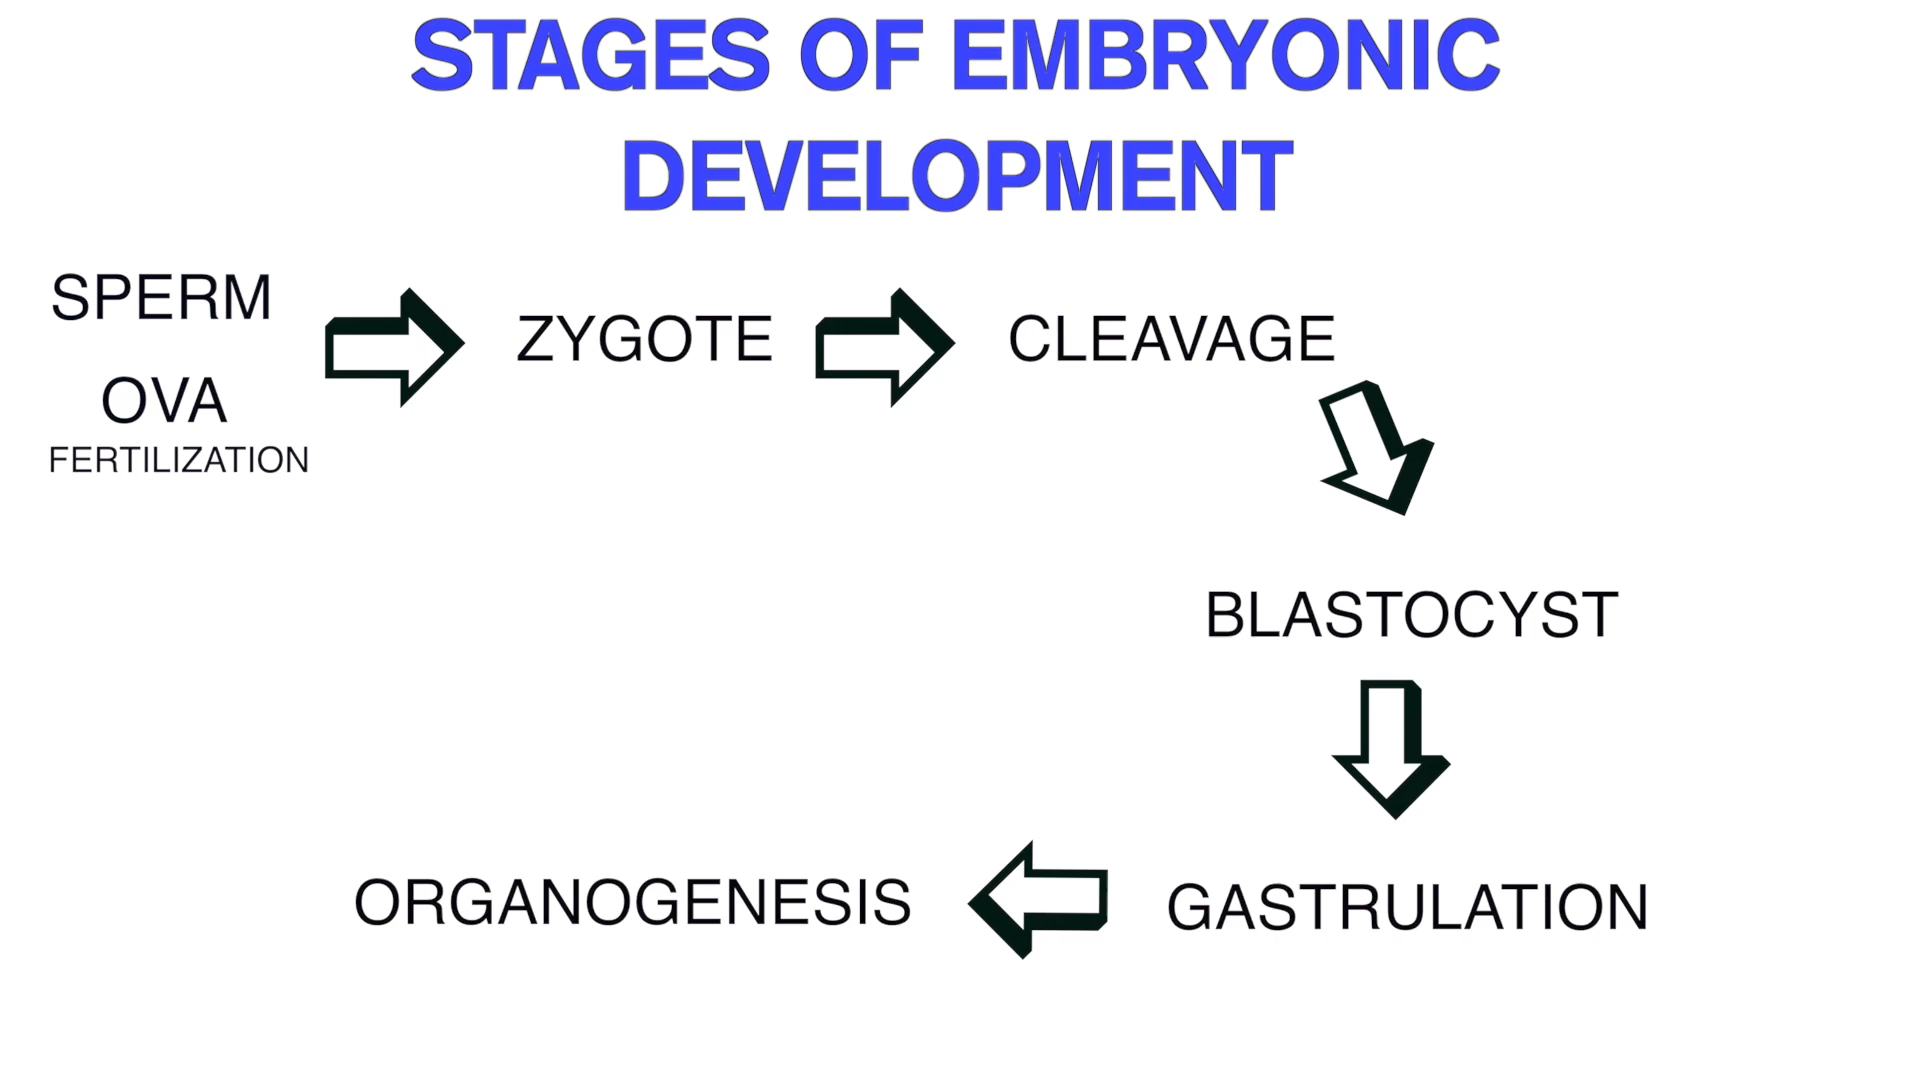 STAGES OF EMBRYONIC
DEVELOPMENT
SPERM
OVA
FERTILIZATION
ZYGOTE
CLEAVAGE
BLASTOCYST
GASTRULATION
ORGANOGENESIS